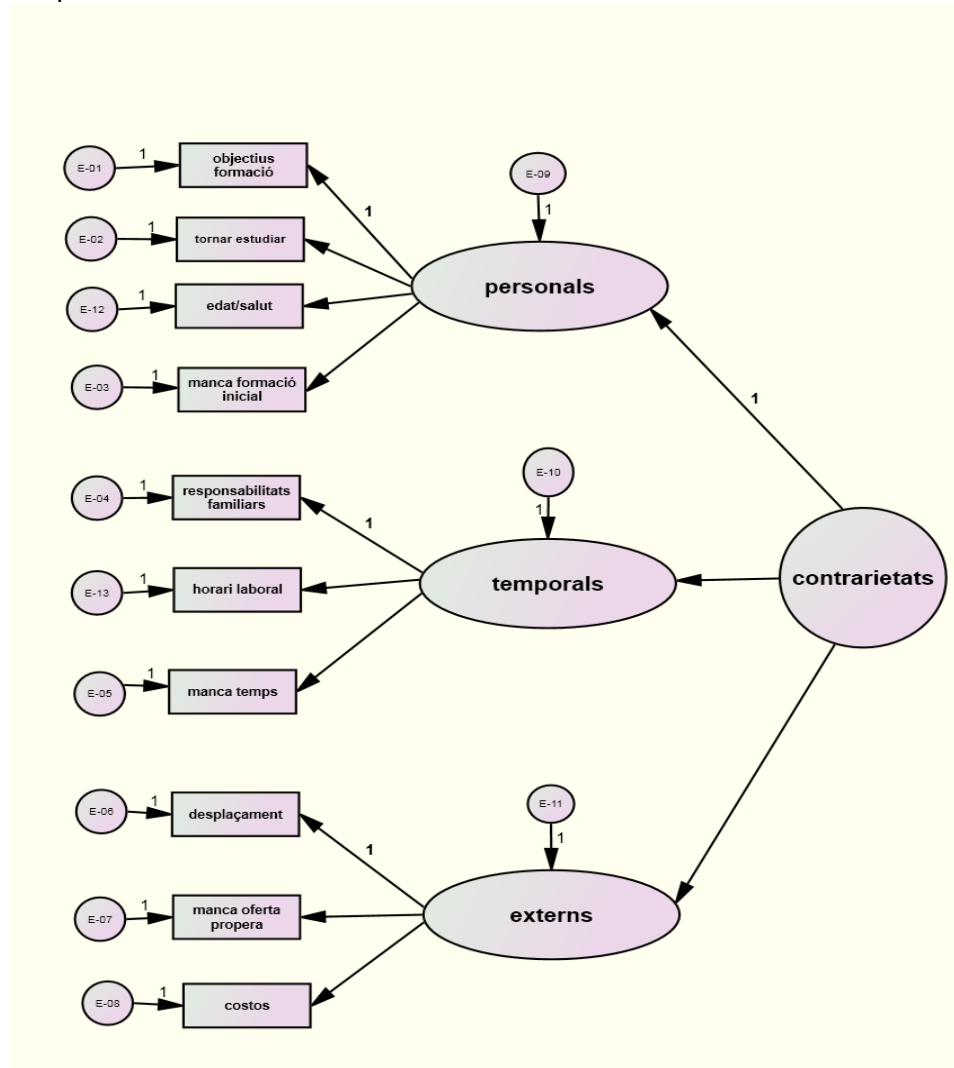 E-01
1
objectius
formació
E-09
1
1
E-02
1
tornar estudiar
personals
E-12
1
edat/salut
E-03
1
manca formació
inicial
1
E-10
1
E-04
1
responsabilitats
familiars
1
temporals
contrarietats
E-13
1
horari laboral
E-05
1
manca temps
E-11
1
E-06
1
desplaçament
1
externs
E-07
1
manca oferta
propera
E-08
1
costos